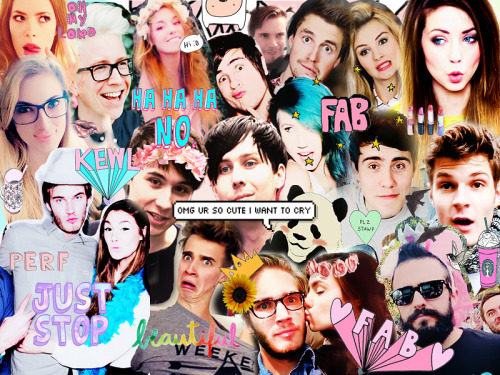 OH
MY
LORD
Hi :@
HA HA HA
NO
FAB
KEWL
OMG UR SO CUTE I WANT TO CRY
PLZ
STAWP
PERF
JUST
STOP
beautiful
WEEKE
FAB